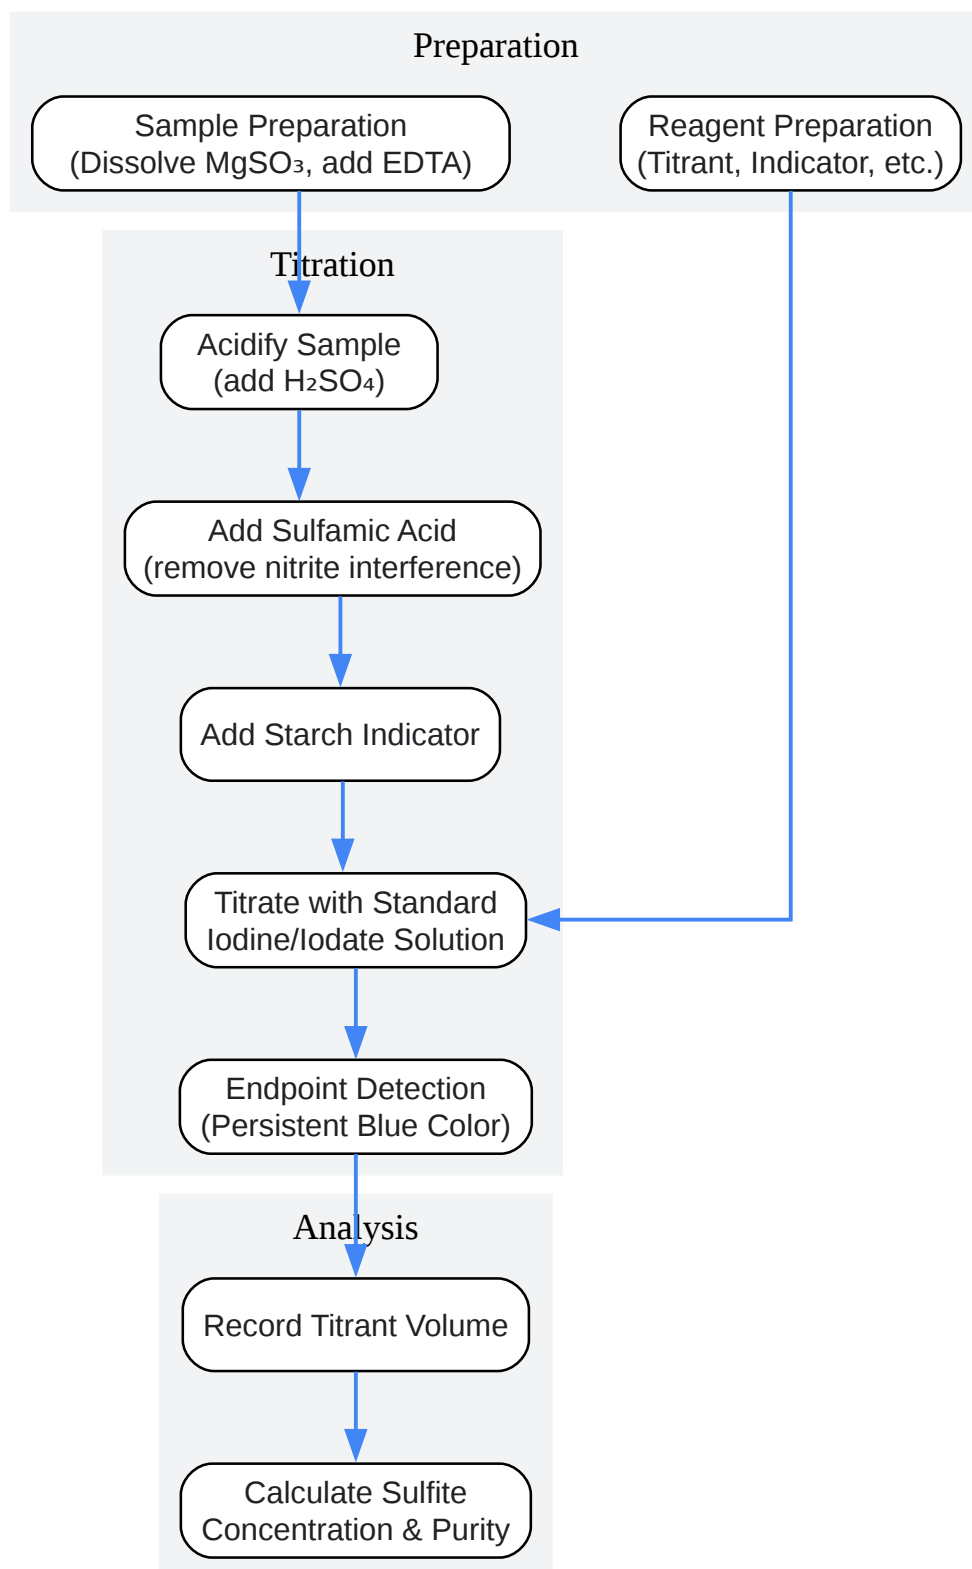 Preparation
Sample Preparation
(Dissolve MgSO₃, add EDTA)
Reagent Preparation
(Titrant, Indicator, etc.)
Titration
Acidify Sample
(add H₂SO₄)
Add Sulfamic Acid
(remove nitrite interference)
Add Starch Indicator
Titrate with Standard
Iodine/Iodate Solution
Endpoint Detection
(Persistent Blue Color)
Analysis
Record Titrant Volume
Calculate Sulfite
Concentration & Purity